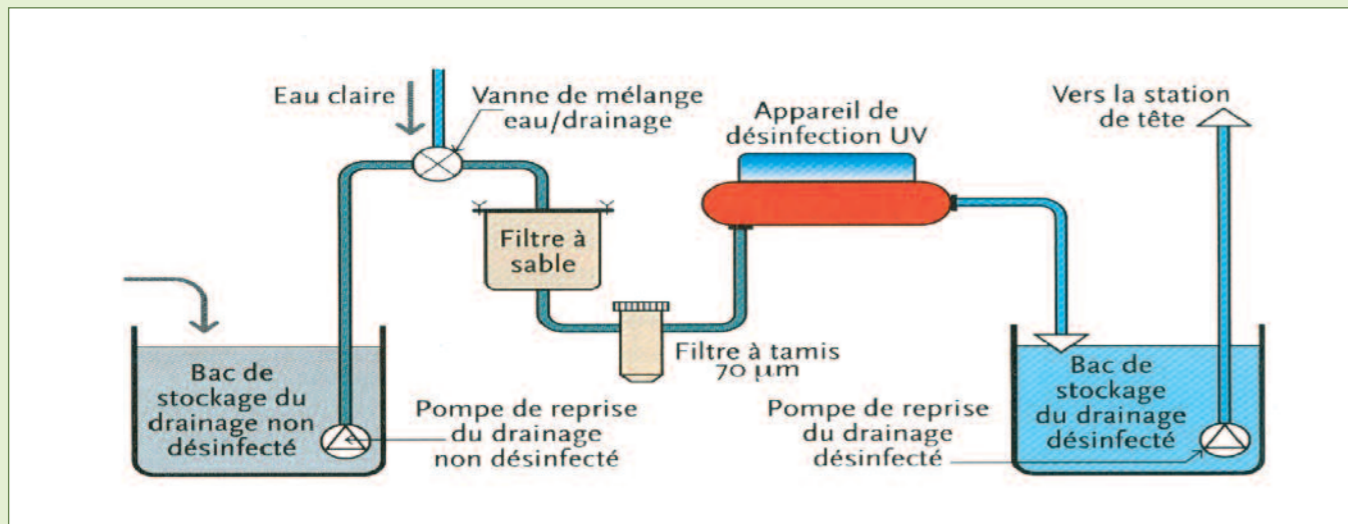 Eau claire
Vanne de mélange
eau/drainage
Appareil de
désinfection UV
Vers la station
de tête
Filtre à
sable
Filtre à tamis
70 µm
Bac de
stockage du
drainage non
désinfecté
Pompe de reprise
du drainage
non désinfecté
Pompe de reprise
du drainage
désinfecté
Bac de
stockage
du drainage
désinfecté